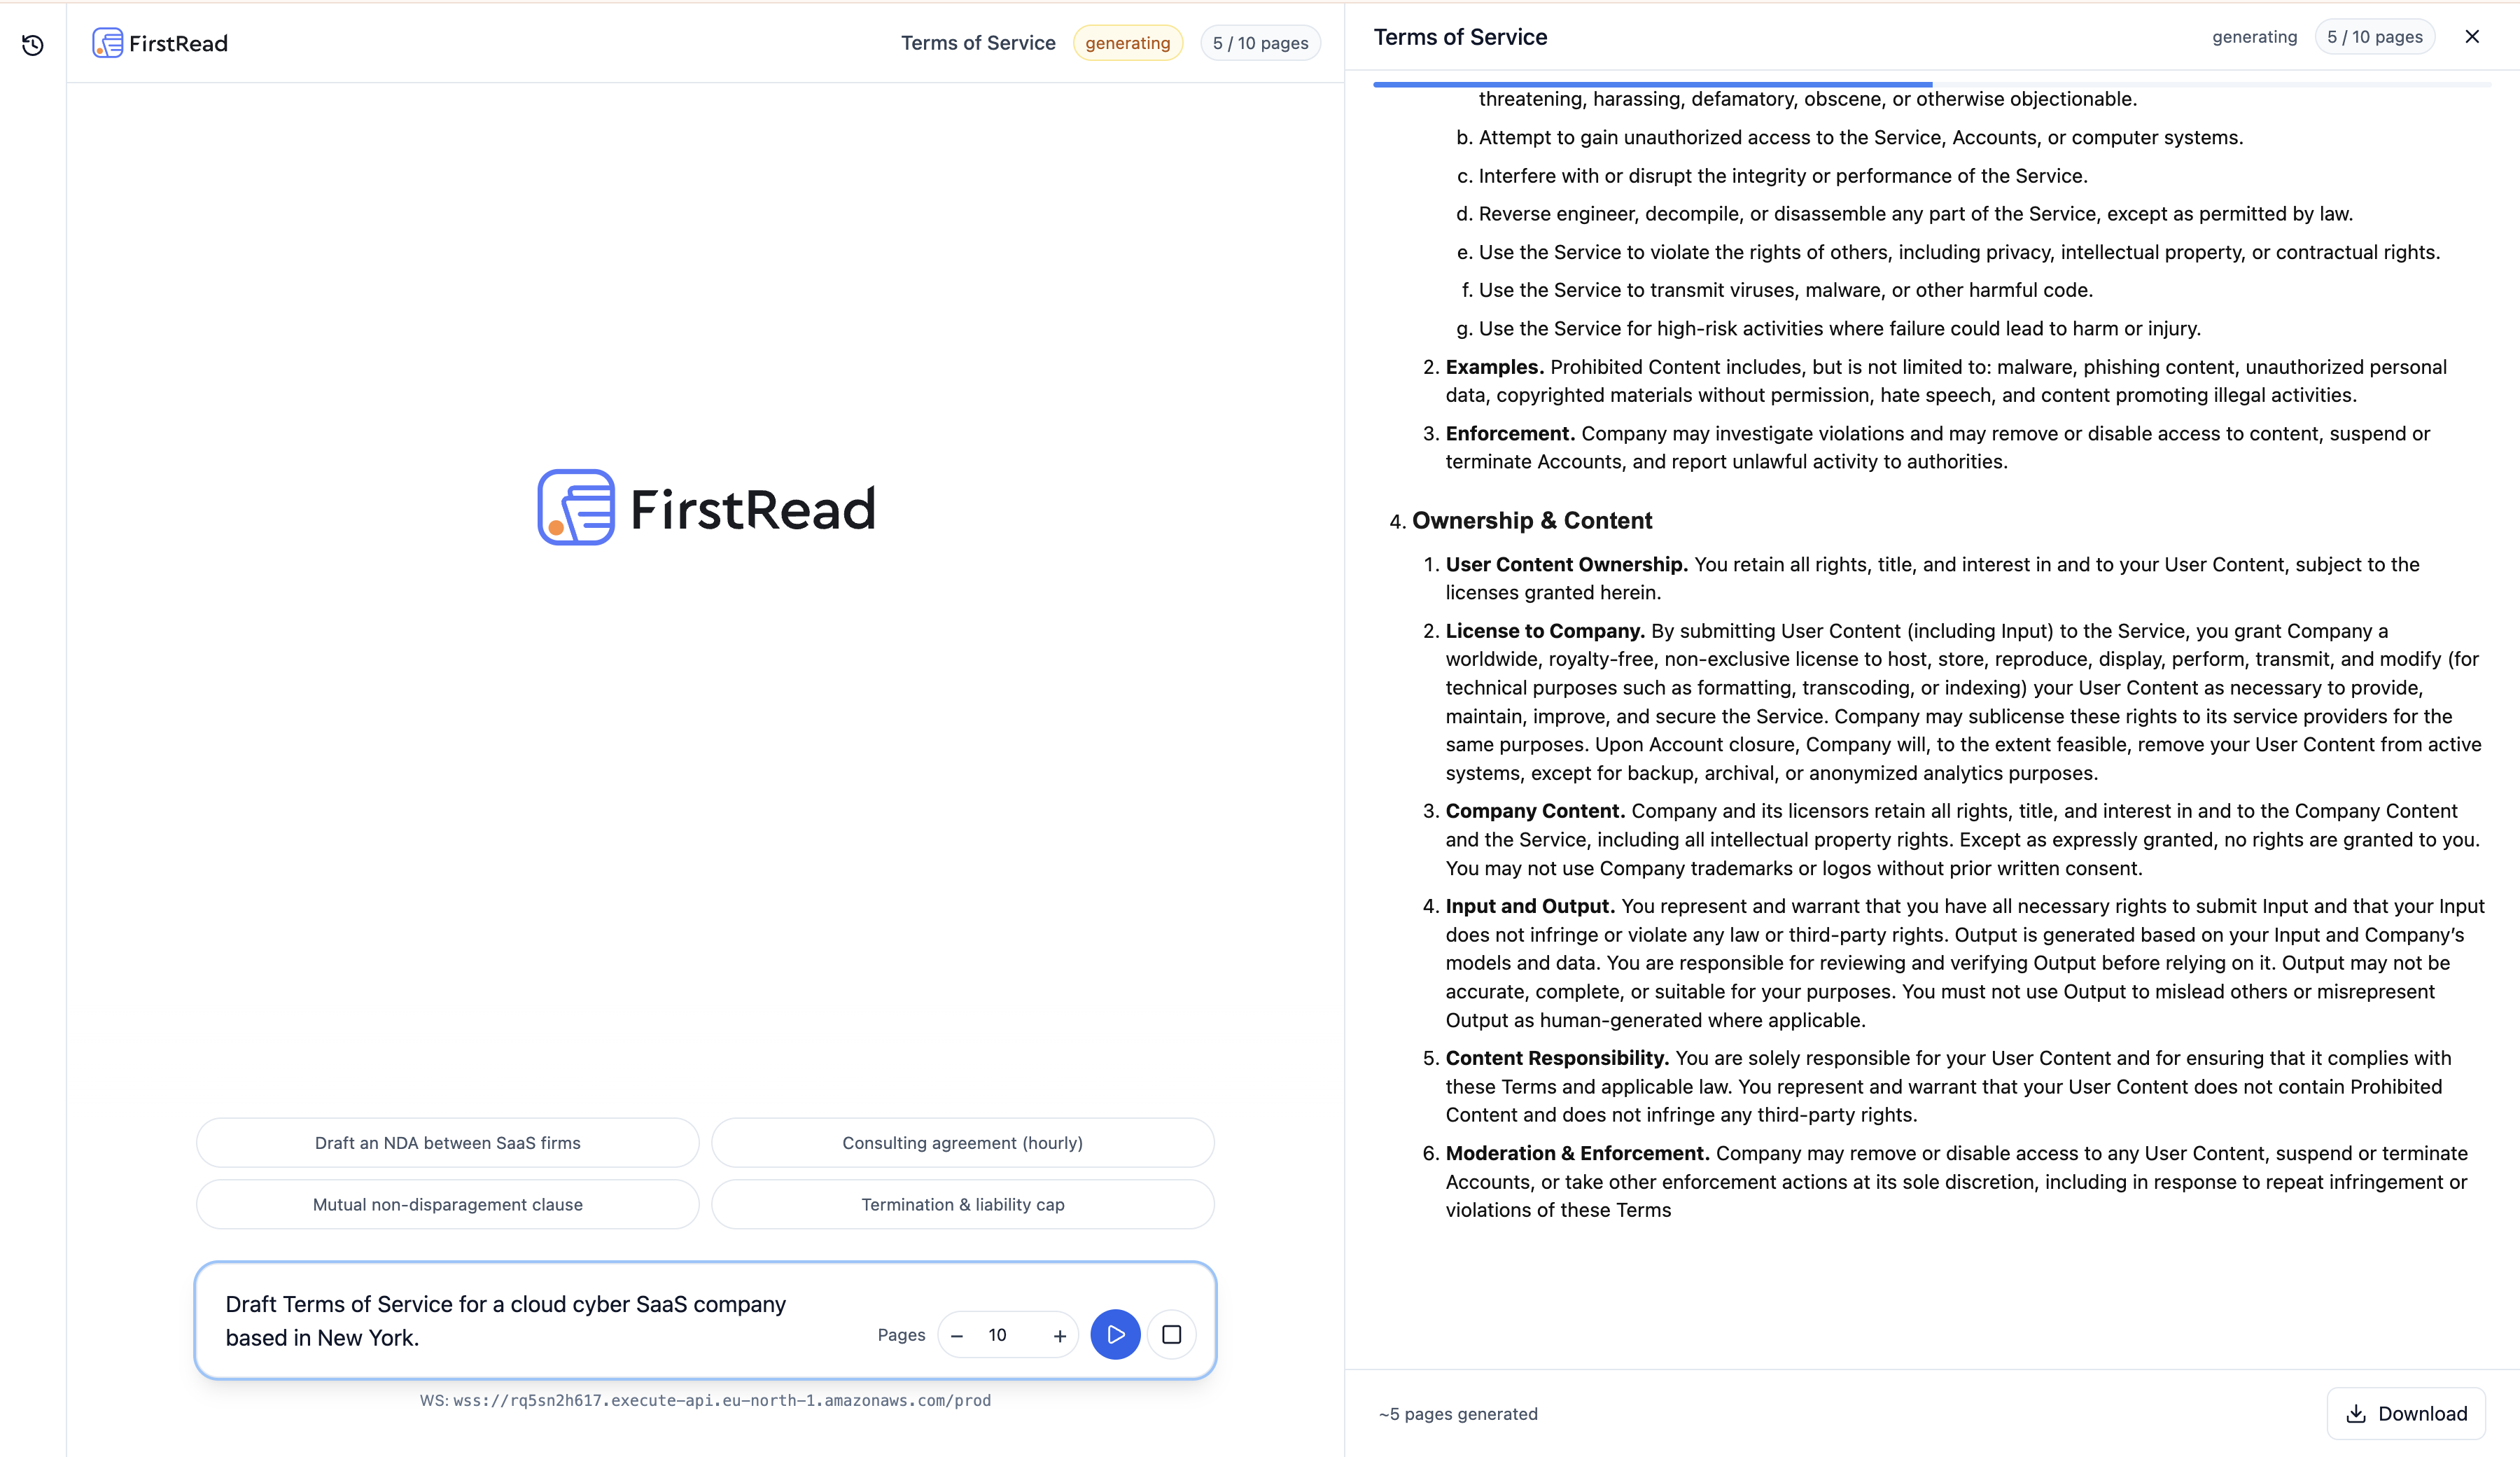 FirstRead
Terms of Service
generating
5 / 10 pages
FirstRead
Draft an NDA between SaaS firms
Consulting agreement (hourly)
Mutual non-disparagement clause
Termination & liability cap
Draft Terms of Service for a cloud cyber SaaS company
based in New York.
Pages
10
WS: wss://rq5sn2h617.execute-api.eu-north-1.amazonaws.com/prod
Terms of Service
generating
5 / 10 pages
threatening, harassing, defamatory, obscene, or otherwise objectionable.
b. Attempt to gain unauthorized access to the Service, Accounts, or computer systems.
c. Interfere with or disrupt the integrity or performance of the Service.
d. Reverse engineer, decompile, or disassemble any part of the Service, except as permitted by law.
e. Use the Service to violate the rights of others, including privacy, intellectual property, or contractual rights.
f. Use the Service to transmit viruses, malware, or other harmful code.
g. Use the Service for high-risk activities where failure could lead to harm or injury.
2. Examples. Prohibited Content includes, but is not limited to: malware, phishing content, unauthorized personal
data, copyrighted materials without permission, hate speech, and content promoting illegal activities.
3. Enforcement. Company may investigate violations and may remove or disable access to content, suspend or
terminate Accounts, and report unlawful activity to authorities.
4. Ownership & Content
1. User Content Ownership. You retain all rights, title, and interest in and to your User Content, subject to the
licenses granted herein.
2. License to Company. By submitting User Content (including Input) to the Service, you grant Company a
worldwide, royalty-free, non-exclusive license to host, store, reproduce, display, perform, transmit, and modify (for
technical purposes such as formatting, transcoding, or indexing) your User Content as necessary to provide,
maintain, improve, and secure the Service. Company may sublicense these rights to its service providers for the
same purposes. Upon Account closure, Company will, to the extent feasible, remove your User Content from active
systems, except for backup, archival, or anonymized analytics purposes.
3. Company Content. Company and its licensors retain all rights, title, and interest in and to the Company Content
and the Service, including all intellectual property rights. Except as expressly granted, no rights are granted to you.
You may not use Company trademarks or logos without prior written consent.
4. Input and Output. You represent and warrant that you have all necessary rights to submit Input and that your Input
does not infringe or violate any law or third-party rights. Output is generated based on your Input and Company’s
models and data. You are responsible for reviewing and verifying Output before relying on it. Output may not be
accurate, complete, or suitable for your purposes. You must not use Output to mislead others or misrepresent
Output as human-generated where applicable.
5. Content Responsibility. You are solely responsible for your User Content and for ensuring that it complies with
these Terms and applicable law. You represent and warrant that your User Content does not contain Prohibited
Content and does not infringe any third-party rights.
6. Moderation & Enforcement. Company may remove or disable access to any User Content, suspend or terminate
Accounts, or take other enforcement actions at its sole discretion, including in response to repeat infringement or
violations of these Terms
~5 pages generated
Download